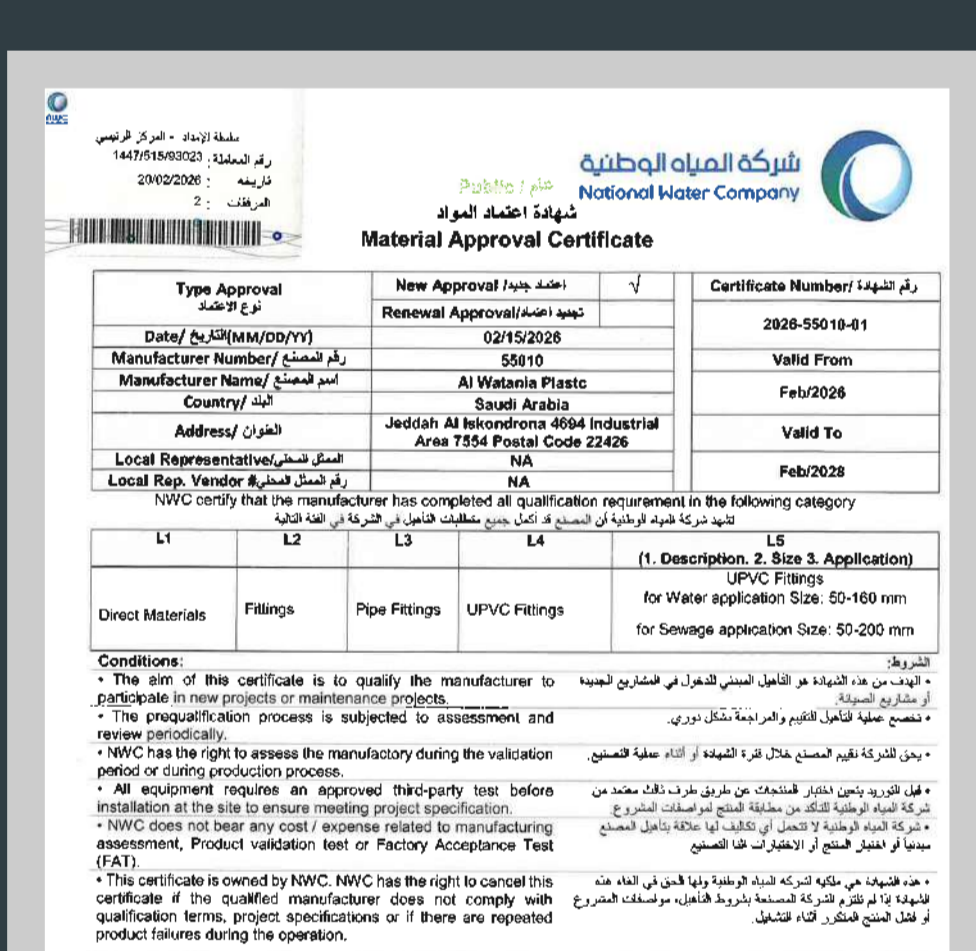 NWC
سلسلة الإمداد - المركز الرئيسي
رقم المعاملة : 1447/515/93023
تاريخه : 20/02/2026
المرفقات : 2
شركة المياه الوطنية
National Water Company
Public / عام
شهادة اعتماد المواد
Material Approval Certificate
Type Approval
نوع الاعتماد
New Approval /اعتماد جديد √
Renewal Approval/تجديد اعتماد
Date/ التاريخ(MM/DD/YY) 02/15/2026
Manufacturer Number/ رقم المصنع 55010
Manufacturer Name/ اسم المصنع Al Watania Plastc
Country/ البلد Saudi Arabia
Address/ العنوان Jeddah Al Iskondrona 4694 Industrial
Area 7554 Postal Code 22426
Local Representative/الممثل المحلي NA
Local Rep. Vendor #رقم الممثل المحلي NA
Certificate Number/ رقم الشهادة
2026-55010-01
Valid From
Feb/2026
Valid To
Feb/2028
NWC certify that the manufacturer has completed all qualification requirement in the following category
تشهد شركة المياه الوطنية أن المصنع قد أكمل جميع متطلبات التأهيل في الشركة في الفئة التالية
L1 L2 L3 L4 L5
(1. Description. 2. Size 3. Application)
Direct Materials Fittings Pipe Fittings UPVC Fittings
UPVC Fittings
for Water application Size: 50-160 mm
for Sewage application Size: 50-200 mm
Conditions:
• The aim of this certificate is to qualify the manufacturer to
participate in new projects or maintenance projects.
• The prequalification process is subjected to assessment and
review periodically.
• NWC has the right to assess the manufactory during the validation
period or during production process.
• All equipment requires an approved third-party test before
installation at the site to ensure meeting project specification.
• NWC does not bear any cost / expense related to manufacturing
assessment, Product validation test or Factory Acceptance Test
(FAT).
• This certificate is owned by NWC. NWC has the right to cancel this
certificate if the qualified manufacturer does not comply with
qualification terms, project specifications or if there are repeated
product failures during the operation.
الشروط:
• الهدف من هذه الشهادة هو التأهيل المبدئي للدخول في المشاريع الجديدة
أو مشاريع الصيانة.
• تخضع عملية التأهيل للتقييم والمراجعة بشكل دوري.
• يحق للشركة تقييم المصنع خلال فترة الشهادة أو أثناء عملية التصنيع.
• قبل التوريد يتعين اختبار المنتجات عن طريق طرف ثالث معتمد من
شركة المياه الوطنية للتأكد من مطابقة المنتج لمواصفات المشروع.
• شركة المياه الوطنية لا تتحمل أي تكاليف لها علاقة بتأهيل المصنع
مبدئياً أو اختبار المنتج أو الاختبارات اثناء التصنيع
• هذه الشهادة هي ملكيه لشركه المياه الوطنية ولها الحق في الغاء هذه
الشهادة إذا لم تلتزم الشركة المصنعة بشروط التأهيل، مواصفات المشروع
أو فشل المنتج المتكرر أثناء التشغيل.